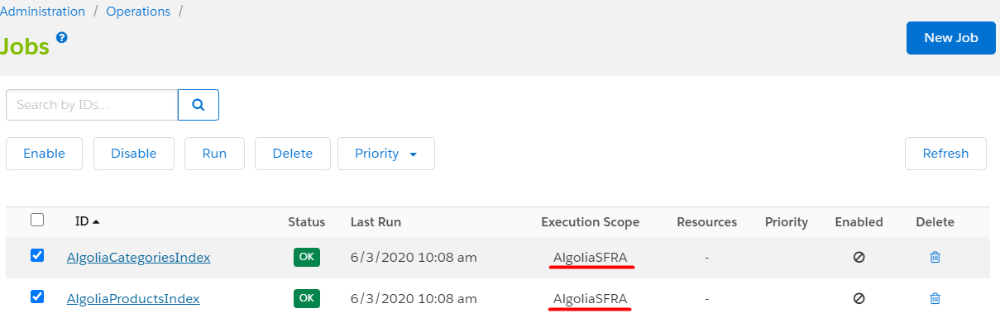 Administration / Operations /
Jobs ?
New Job
Search by IDs...
Enable Disable Run Delete Priority Refresh
ID Status Last Run Execution Scope Resources Priority Enabled Delete
AlgoliaCategoriesIndex OK 6/3/2020 10:08 am AlgoliaSFRA -
AlgoliaProductsIndex OK 6/3/2020 10:08 am AlgoliaSFRA -